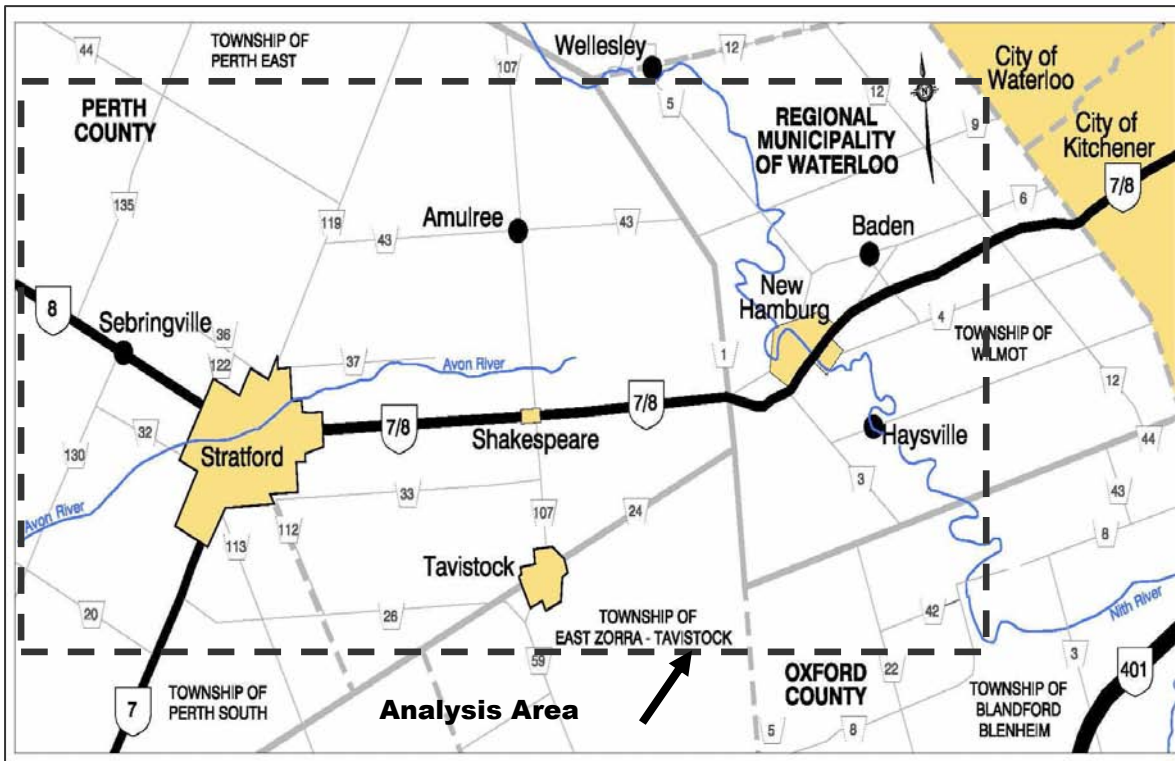 44
TOWNSHIP OF
PERTH EAST
107
Wellesley
12
City of
Waterloo
PERTH
COUNTY
5
12
N
REGIONAL
MUNICIPALITY
OF WATERLOO
9
City of
Kitchener
7/8
135
119
43
Amulree
43
6
Baden
8
Sebringville
36
122
37
Avon River
New
Hamburg
4
TOWNSHIP OF
WILMOT
1
12
7/8
Shakespeare
7/8
Haysville
44
32
130
Stratford
Avon River
33
107
24
3
43
113
112
8
Tavistock
20
26
42
Nith River
TOWNSHIP OF
EAST ZORRA - TAVISTOCK
59
22
3
401
7
TOWNSHIP OF
PERTH SOUTH
Analysis Area
OXFORD
COUNTY
TOWNSHIP OF
BLANDFORD
BLENHEIM
5
8